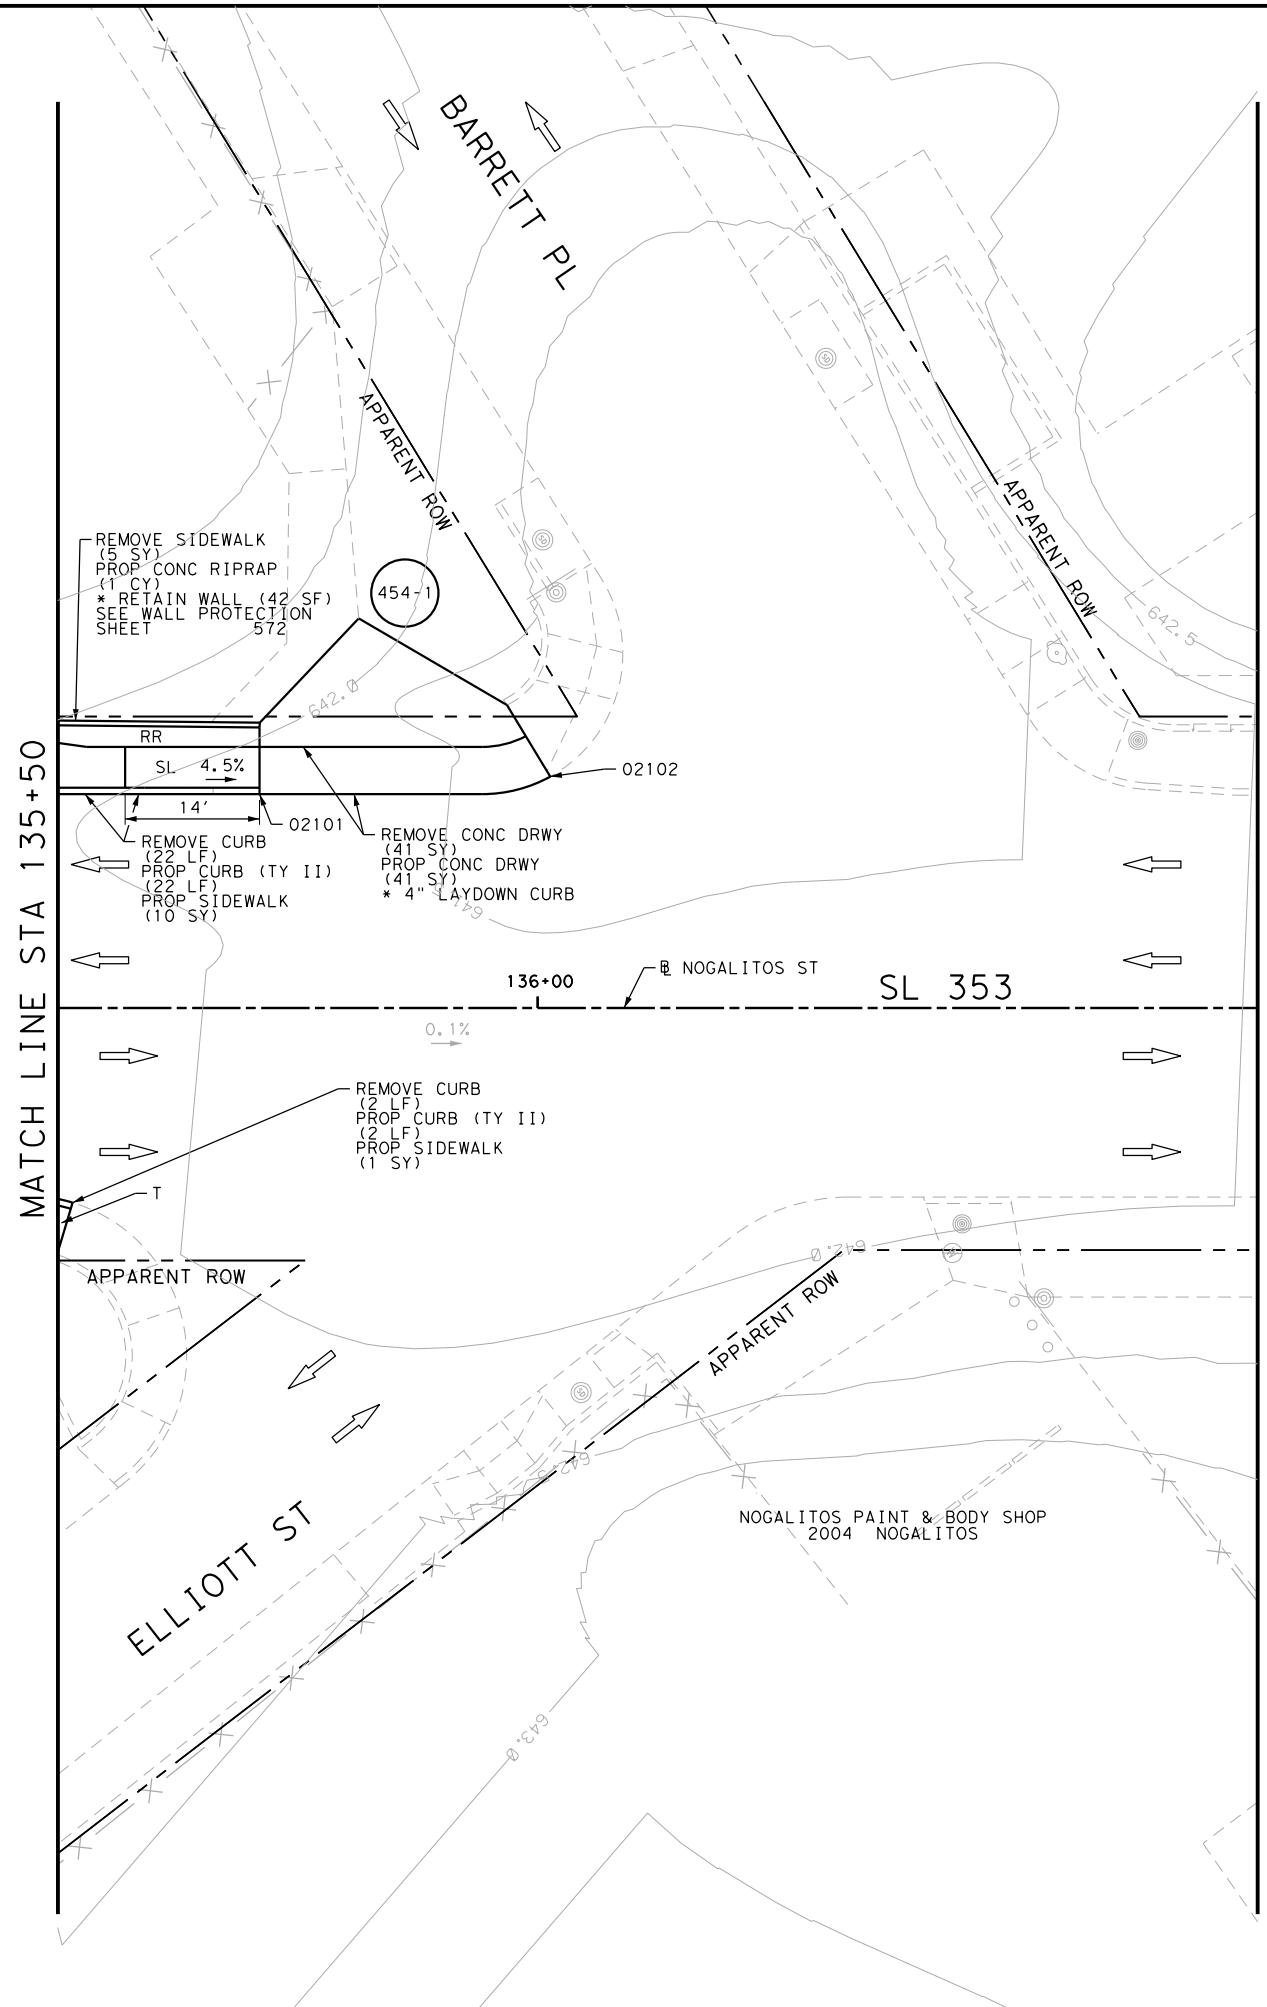 BARRETT PL
APPARENT ROW
APPARENT ROW
REMOVE SIDEWALK
(5 SY)
PROP CONC RIPRAP
(1 CY)
* RETAIN WALL (42 SF)
SEE WALL PROTECTION
SHEET 572
454-1
642.5
642.0
RR
SL 4.5%
14'
02102
02101
MATCH LINE STA 135+50
REMOVE CURB
(22 LF)
PROP CURB (TY II)
(22 LF)
PROP SIDEWALK
(10 SY)
REMOVE CONC DRWY
(41 SY)
PROP CONC DRWY
(41 SY)
* 4" LAYDOWN CURB
136+00
NOGALITOS ST
SL 353
0.1%
REMOVE CURB
(2 LF)
PROP CURB (TY II)
(2 LF)
PROP SIDEWALK
(1 SY)
T
642.0
APPARENT ROW
APPARENT ROW
642.5
NOGALITOS PAINT & BODY SHOP
2004 NOGALITOS
ELLIOTT ST
643.0